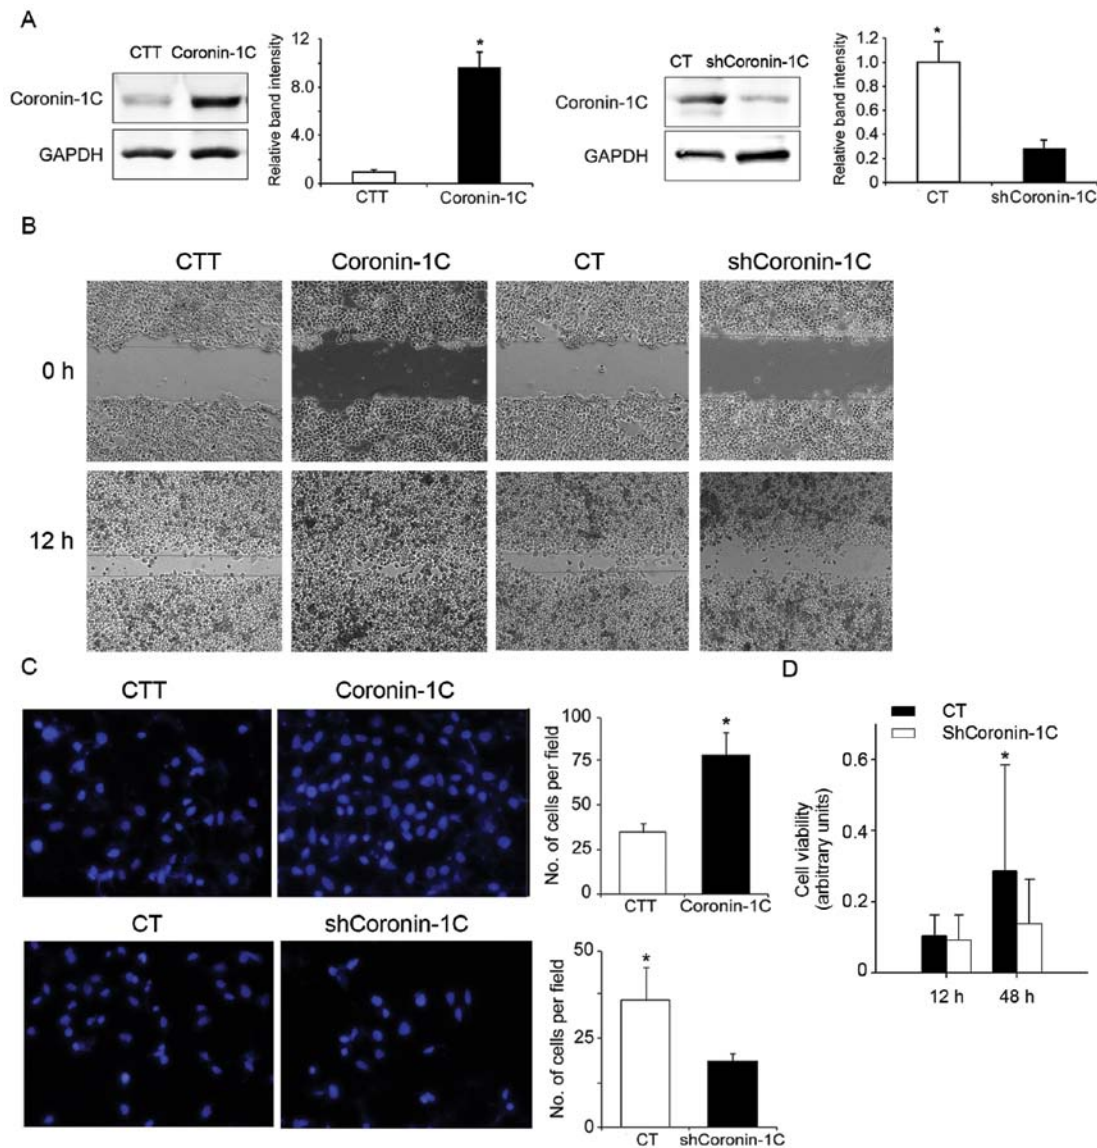 A
CTT Coronin-1C
Coronin-1C
GAPDH
Relative band intensity
12
8.0
4.0
0
*
CTT Coronin-1C
CT shCoronin-1C
Coronin-1C
GAPDH
Relative band intensity
1.2
1.0
0.8
0.6
0.4
0.2
0
*
CT shCoronin-1C
B
CTT Coronin-1C CT shCoronin-1C
0 h
12 h
C
CTT Coronin-1C
No. of cells per field
100
75
50
25
0
*
CTT Coronin-1C
CT shCoronin-1C
No. of cells per field
50
25
0
*
CT shCoronin-1C
D
CT
ShCoronin-1C
Cell viability
(arbitrary units)
0.6
0.4
0.2
0
*
12 h 48 h